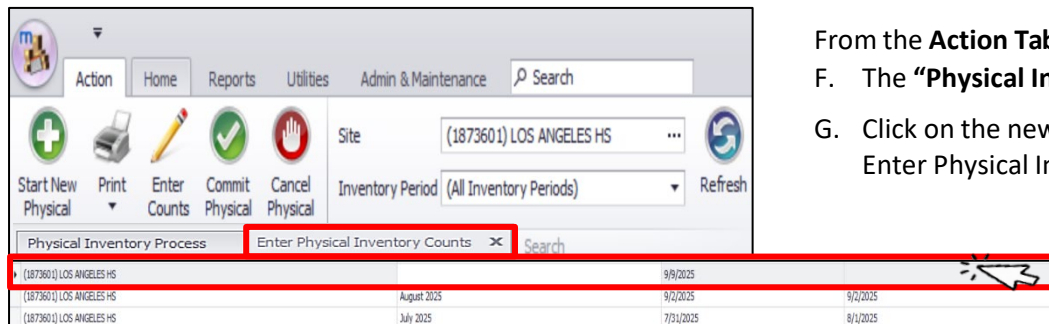 Action Home Reports Utilities Admin & Maintenance Search
Start New Physical
Print
Enter Counts
Commit Physical
Cancel Physical
Site (1873601) LOS ANGELES HS ...
Inventory Period (All Inventory Periods)
Refresh
Physical Inventory Process Enter Physical Inventory Counts × Search
(1873601) LOS ANGELES HS 9/9/2025
(1873601) LOS ANGELES HS August 2025 9/2/2025 9/2/2025
(1873601) LOS ANGELES HS July 2025 7/31/2025 8/1/2025
From the Action Tab
F. The “Physical In
G. Click on the new
Enter Physical In